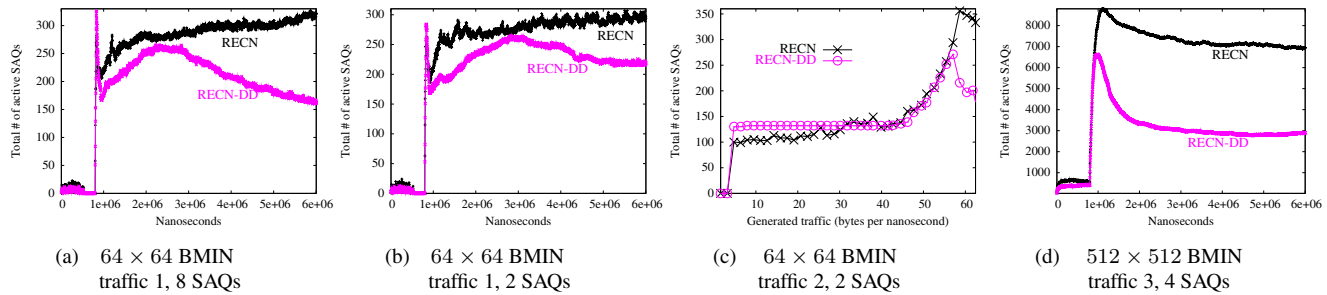 Total # of active SAQs
300
250
200
150
100
50
0
RECN
RECN-DD
0 1e+06 2e+06 3e+06 4e+06 5e+06 6e+06
Nanoseconds
(a) 64 × 64 BMIN
traffic 1, 8 SAQs
Total # of active SAQs
300
250
200
150
100
50
0
RECN
RECN-DD
0 1e+06 2e+06 3e+06 4e+06 5e+06 6e+06
Nanoseconds
(b) 64 × 64 BMIN
traffic 1, 2 SAQs
Total # of active SAQs
350
300
250
200
150
100
50
0
RECN
RECN-DD
10 20 30 40 50 60
Generated traffic (bytes per nanosecond)
(c) 64 × 64 BMIN
traffic 2, 2 SAQs
Total # of active SAQs
8000
7000
6000
5000
4000
3000
2000
1000
0
RECN
RECN-DD
0 1e+06 2e+06 3e+06 4e+06 5e+06 6e+06
Nanoseconds
(d) 512 × 512 BMIN
traffic 3, 4 SAQs